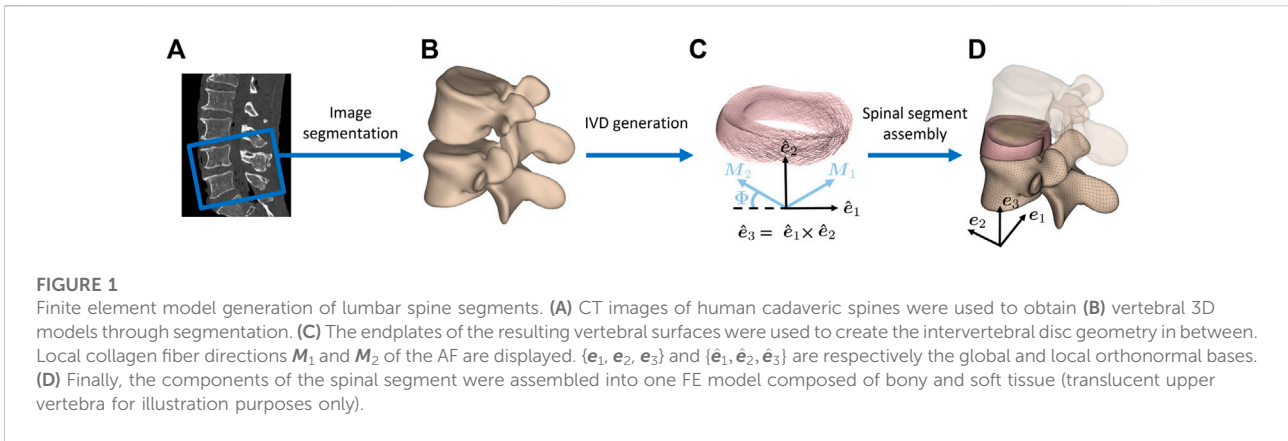 A
B
C
D
Image
segmentation
IVD generation
Spinal segment
assembly
ê₂
M₂
M₁
Φ
ê₁
ê₃ = ê₁ × ê₂
e₃
e₂
e₁
FIGURE 1
Finite element model generation of lumbar spine segments. (A) CT images of human cadaveric spines were used to obtain (B) vertebral 3D
models through segmentation. (C) The endplates of the resulting vertebral surfaces were used to create the intervertebral disc geometry in between.
Local collagen fiber directions M₁ and M₂ of the AF are displayed. {e₁, e₂, e₃} and {ê₁, ê₂, ê₃} are respectively the global and local orthonormal bases.
(D) Finally, the components of the spinal segment were assembled into one FE model composed of bony and soft tissue (translucent upper
vertebra for illustration purposes only).